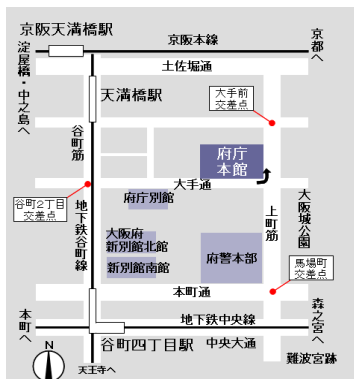 京阪天満橋駅
京阪本線
京都へ
淀屋橋・中之島へ
土佐堀通
天満橋駅
大手前
交差点
谷町筋
府庁
本館
大手通
谷町2丁目
交差点
府庁別館
上町筋
大阪城公園
地下鉄谷町線
大阪府
新別館北館
新別館南館
府警本部
馬場町
交差点
本町通
本町へ
地下鉄中央線
森之宮へ
谷町四丁目駅
中央大通
N
天王寺へ
難波宮跡